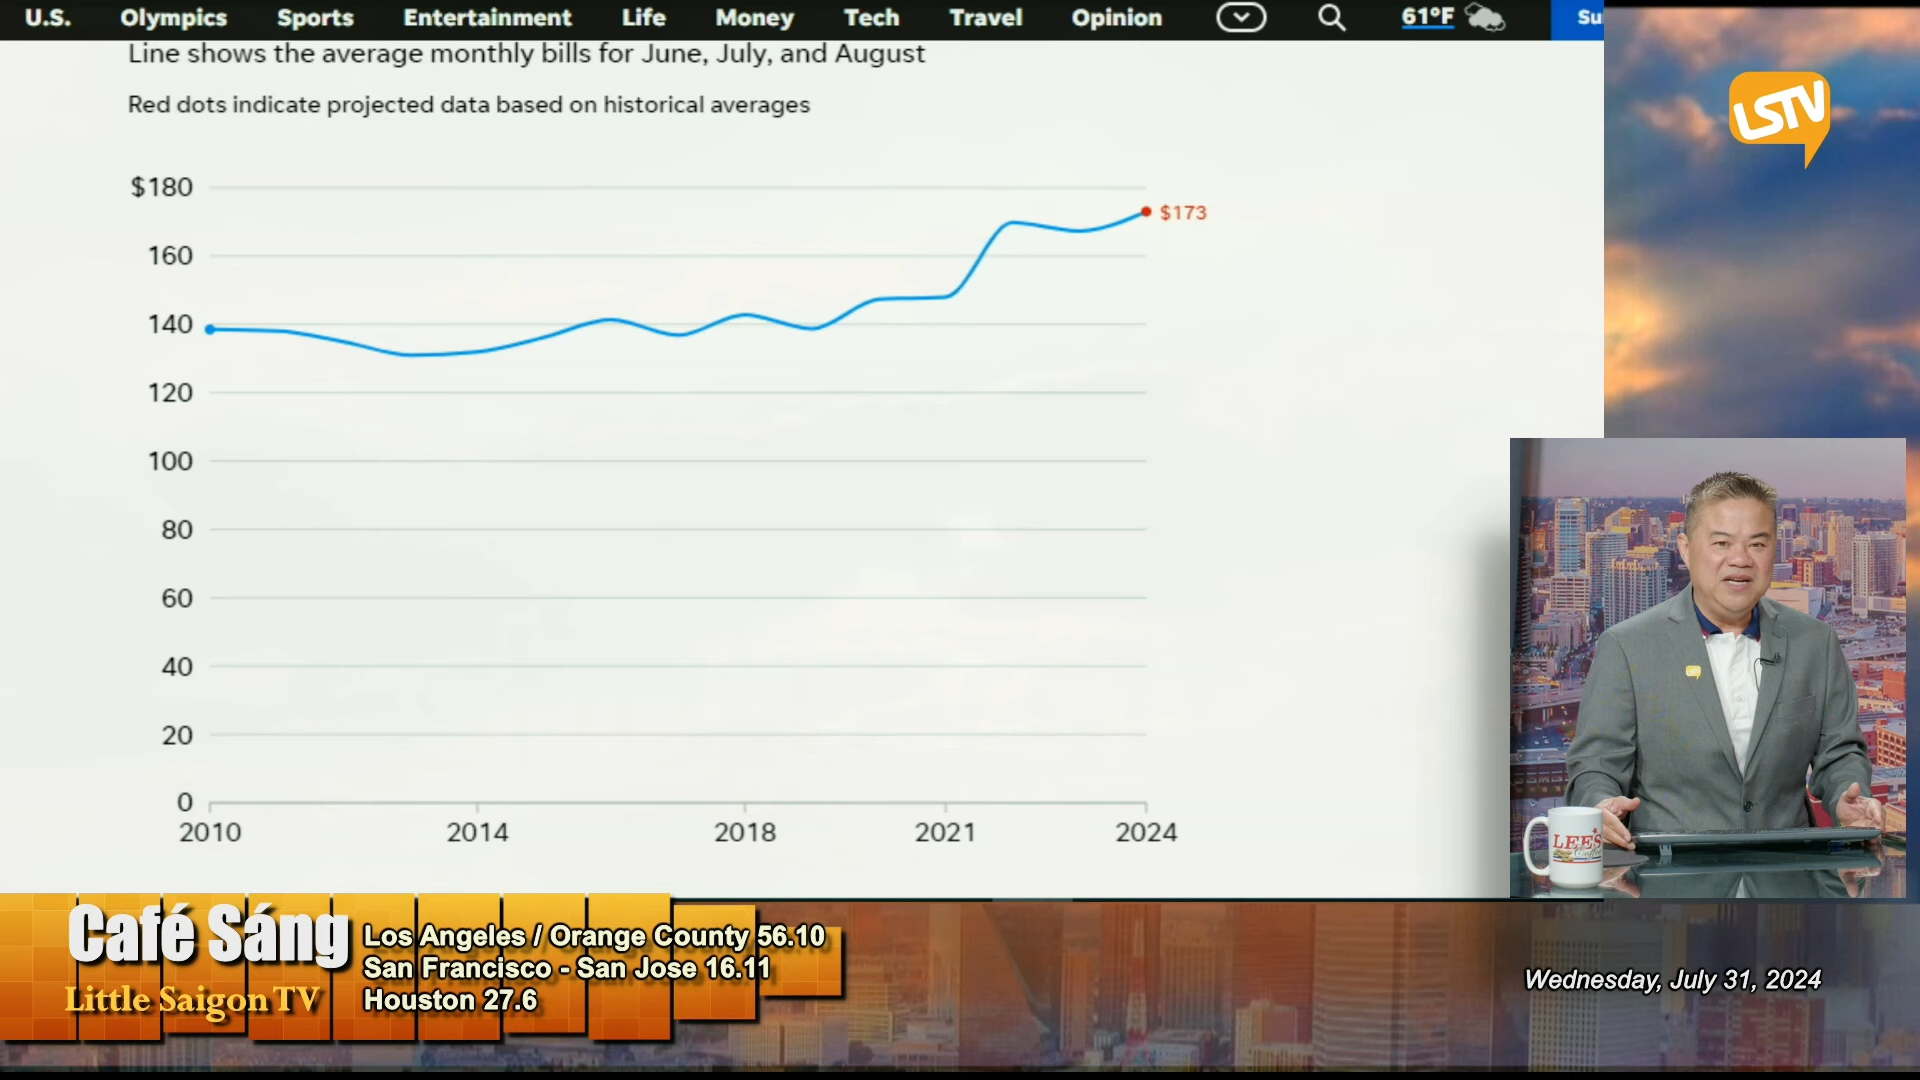 U.S. Olympics Sports Entertainment Life Money Tech Travel Opinion 61°F Su
Line shows the average monthly bills for June, July, and August
Red dots indicate projected data based on historical averages
LSTV
$180
$173
160
140
120
100
80
60
40
20
0
2010 2014 2018 2021 2024
LEE'S
Café Sáng
Little Saigon TV
Los Angeles / Orange County 56.10
San Francisco - San Jose 16.11
Houston 27.6
Wednesday, July 31, 2024